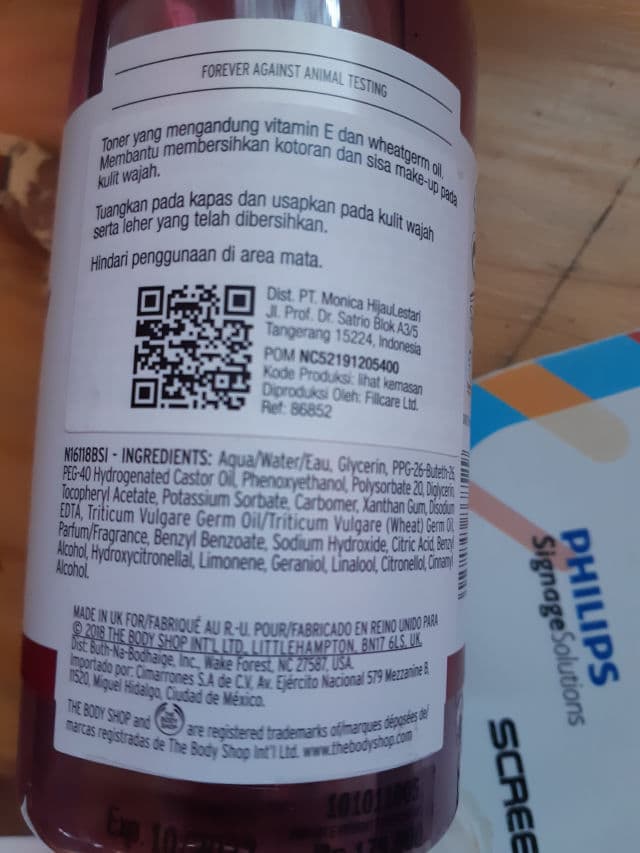 FOREVER AGAINST ANIMAL TESTING
Toner yang mengandung vitamin E dan wheatgerm oil.
Membantu membersihkan kotoran dan sisa make-up pada
kulit wajah.
Tuangkan pada kapas dan usapkan pada kulit wajah
serta leher yang telah dibersihkan.
Hindari penggunaan di area mata.
Dist. PT. Monica HijauLestari
Jl. Prof. Dr. Satrio Blok A3/5
Tangerang 15224, Indonesia
POM NC52191205400
Kode Produksi: lihat kemasan
Diproduksi Oleh: Fillcare Ltd.
Ref: 86852
N16118BSI - INGREDIENTS: Aqua/Water/Eau, Glycerin, PPG-26-Buteth-26,
PEG-40 Hydrogenated Castor Oil, Phenoxyethanol, Polysorbate 20, Diglycerin,
Tocopheryl Acetate, Potassium Sorbate, Carbomer, Xanthan Gum, Disodium
EDTA, Triticum Vulgare Germ Oil/Triticum Vulgare (Wheat) Germ Oil,
Parfum/Fragrance, Benzyl Benzoate, Sodium Hydroxide, Citric Acid, Benzyl
Alcohol, Hydroxycitronellal, Limonene, Geraniol, Linalool, Citronellol, Cinnamyl
Alcohol.
MADE IN UK FOR/FABRIQUÉ AU R.-U. POUR/FABRICADO EN REINO UNIDO PARA
© 2018 THE BODY SHOP INT'L LTD. LITTLEHAMPTON, BN17 6LS, UK.
Dist: Buth-Na-Bodhaige, Inc., Wake Forest, NC 27587, USA.
Importado por: Cimarrones S.A de C.V, Av. Ejército Nacional 579 Mezzanine B,
11520, Miguel Hidalgo, Ciudad de México.
THE BODY SHOP and THE BODY SHOP are registered trademarks of/marques déposées de/
marcas registradas de The Body Shop Int'l Ltd. www.thebodyshop.com
Exp.
PHILIPS
SignageSolutions
SCREE